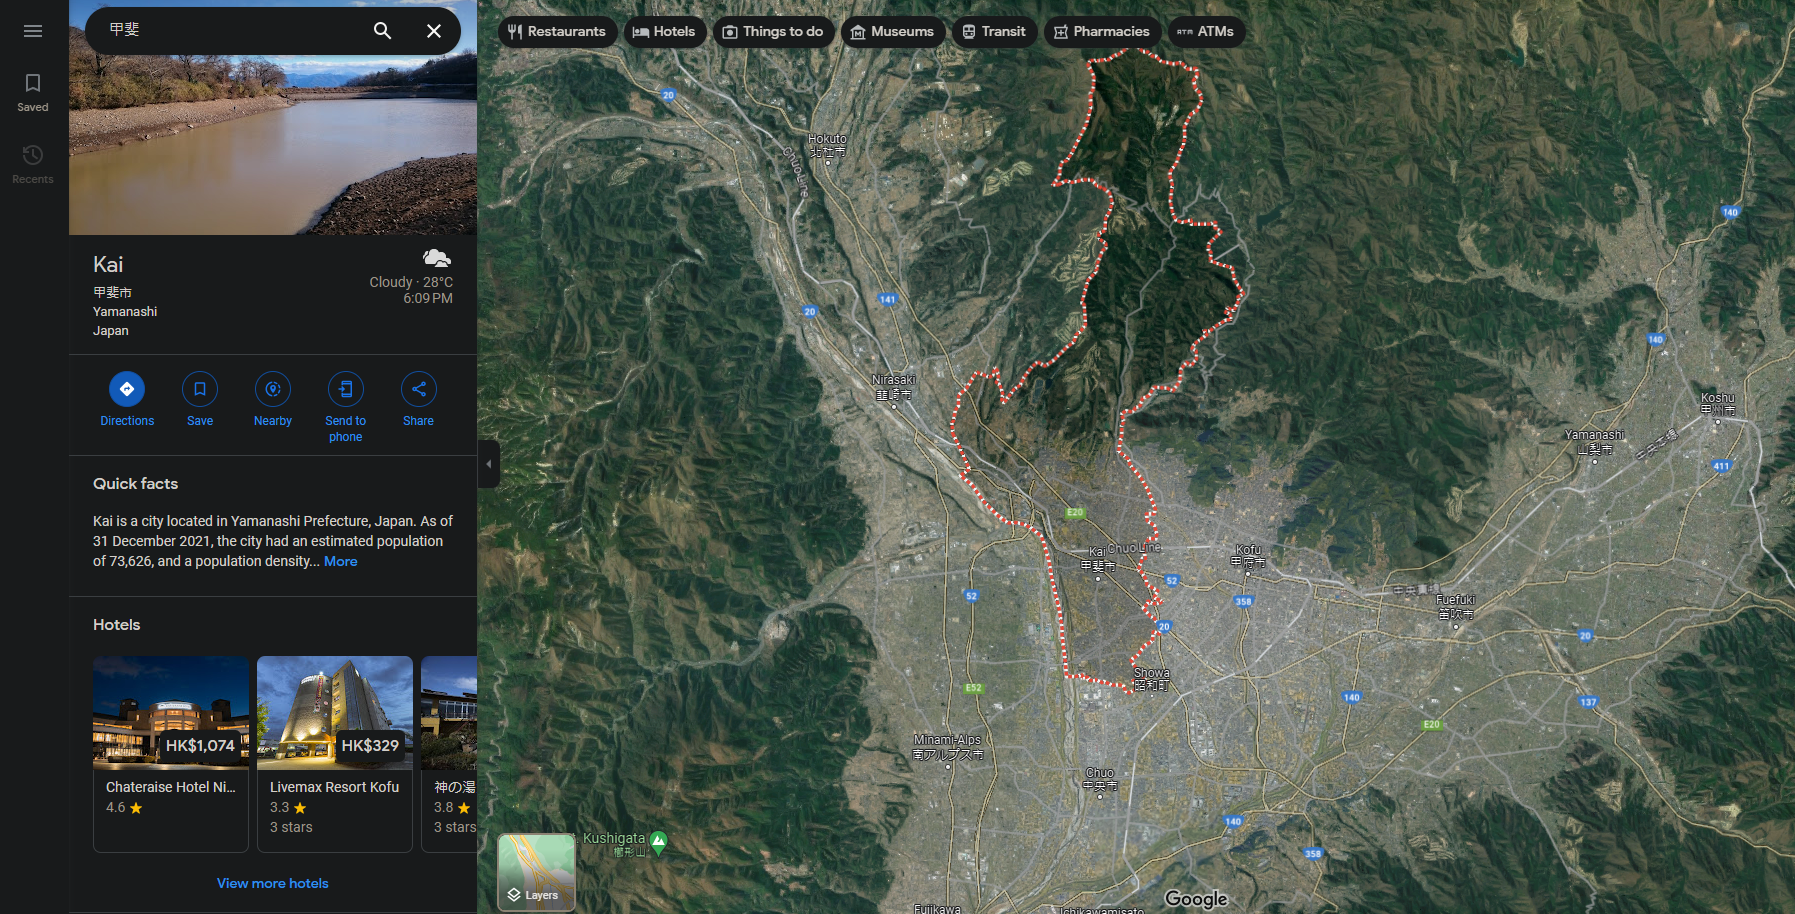 甲斐
Restaurants
Hotels
Things to do
Museums
Transit
Pharmacies
ATMs
Saved
Recents
Kai
甲斐市
Yamanashi
Japan
Cloudy · 28°C
6:09 PM
Directions
Save
Nearby
Send to
phone
Share
Quick facts
Kai is a city located in Yamanashi Prefecture, Japan. As of
31 December 2021, the city had an estimated population
of 73,626, and a population density... More
Hotels
HK$1,074
HK$329
Chateraise Hotel Ni...
4.6
Livemax Resort Kofu
3.3
3 stars
神の湯
3.8
3 stars
View more hotels
20
Hokuto
北杜市
Chuo Line
140
141
20
140
Nirasaki
韮崎市
Koshu
甲州市
Yamanashi
山梨市
中央本線
411
E20
Kai
甲斐市
Chuo Line
Kofu
甲府市
52
52
358
Fuefuki
笛吹市
20
20
Showa
昭和町
E52
140
137
E20
Minami-Alps
南アルプス市
Chuo
中央市
140
358
Kushigata
櫛形山
Layers
Google
Fujikawa
Ichikawamisato